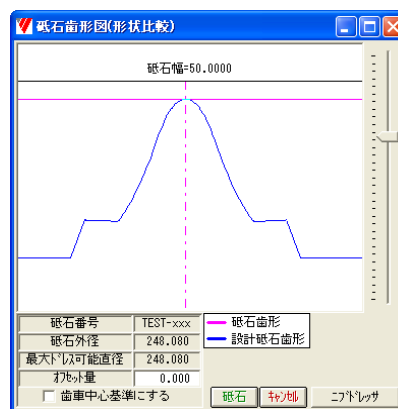 砥石歯形図(形状比較)
砥石幅=50.0000
砥石番号 TEST-xxx
砥石外径 248.080
最大ﾄﾞﾚｽ可能直径 248.080
ｵﾌｾｯﾄ量 0.000
砥石歯形
設計砥石歯形
歯車中心基準にする
砥石 ｷｬﾝｾﾙ ﾆﾌﾟﾄﾞﾚｯｻ